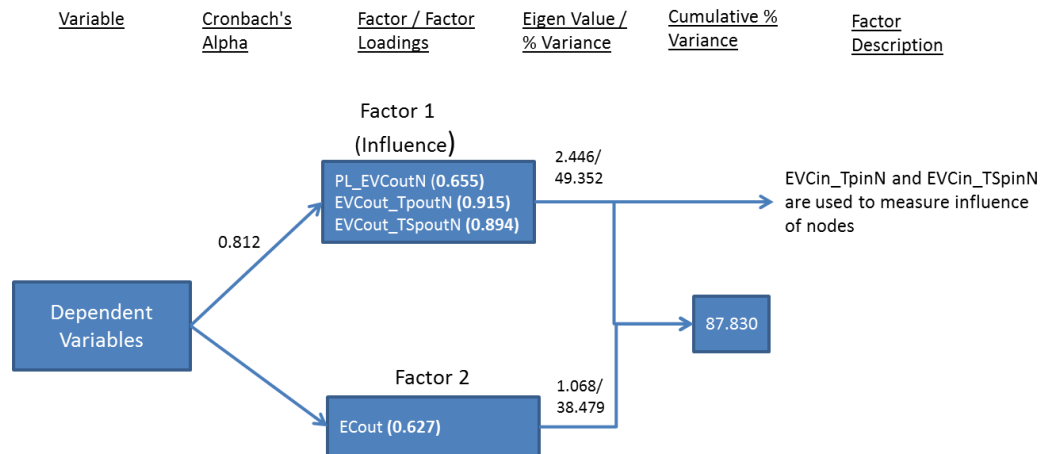 Variable
Cronbach's
Alpha
Factor / Factor
Loadings
Eigen Value /
% Variance
Cumulative %
Variance
Factor
Description
Factor 1
(Influence)
2.446/
49.352
PL_EVCoutN (0.655)
EVCout_TpoutN (0.915)
EVCout_TSpoutN (0.894)
EVCin_TpinN and EVCin_TSpinN
are used to measure influence
of nodes
0.812
Dependent
Variables
87.830
Factor 2
1.068/
38.479
ECout (0.627)